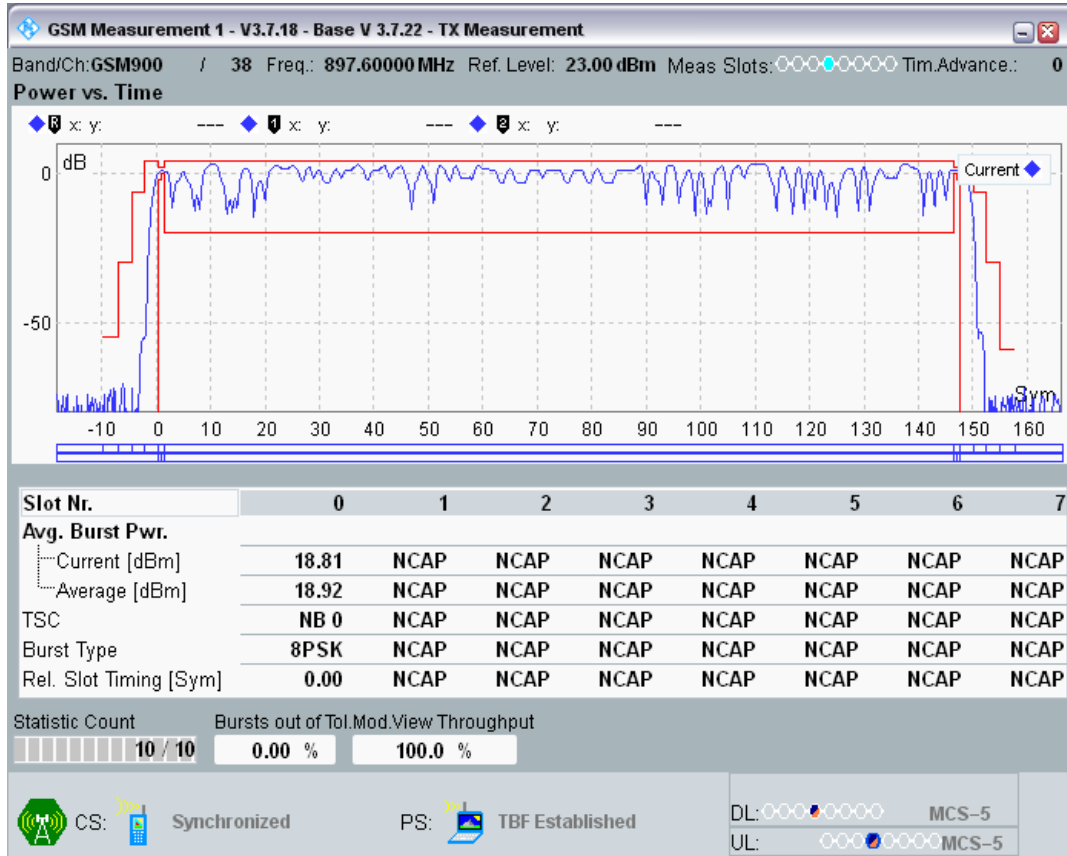 GSM Measurement 1 - V3.7.18 - Base V 3.7.22 - TX Measurement
Band/Ch:GSM900 / 38 Freq.: 897.60000 MHz Ref. Level: 23.00 dBm Meas Slots: Tim.Advance.: 0
Power vs. Time
R x: y: --- 1 x: y: --- 2 x: y: ---
dB
Current
0
-50
Sym
-10 0 10 20 30 40 50 60 70 80 90 100 110 120 130 140 150 160
Slot Nr. 0 1 2 3 4 5 6 7
Avg. Burst Pwr.
Current [dBm] 18.81 NCAP NCAP NCAP NCAP NCAP NCAP NCAP
Average [dBm] 18.92 NCAP NCAP NCAP NCAP NCAP NCAP NCAP
TSC NB 0 NCAP NCAP NCAP NCAP NCAP NCAP NCAP
Burst Type 8PSK NCAP NCAP NCAP NCAP NCAP NCAP NCAP
Rel. Slot Timing [Sym] 0.00 NCAP NCAP NCAP NCAP NCAP NCAP NCAP
Statistic Count Bursts out of Tol.Mod.View Throughput
10 / 10 0.00 % 100.0 %
CS: Synchronized PS: TBF Established DL: MCS-5
UL: MCS-5